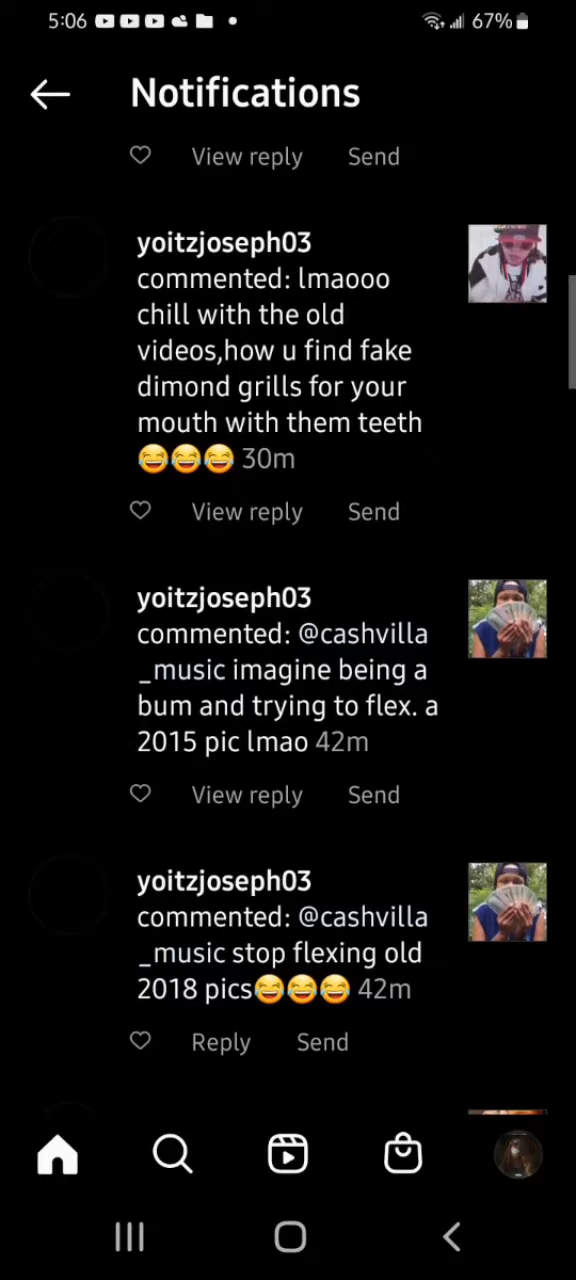 5:06 67%
Notifications
View reply Send
yoitzjoseph03
commented: lmaooo
chill with the old
videos,how u find fake
dimond grills for your
mouth with them teeth
😂😂😂 30m
View reply Send
yoitzjoseph03
commented: @cashvilla
_music imagine being a
bum and trying to flex. a
2015 pic lmao 42m
View reply Send
yoitzjoseph03
commented: @cashvilla
_music stop flexing old
2018 pics😂😂😂 42m
Reply Send